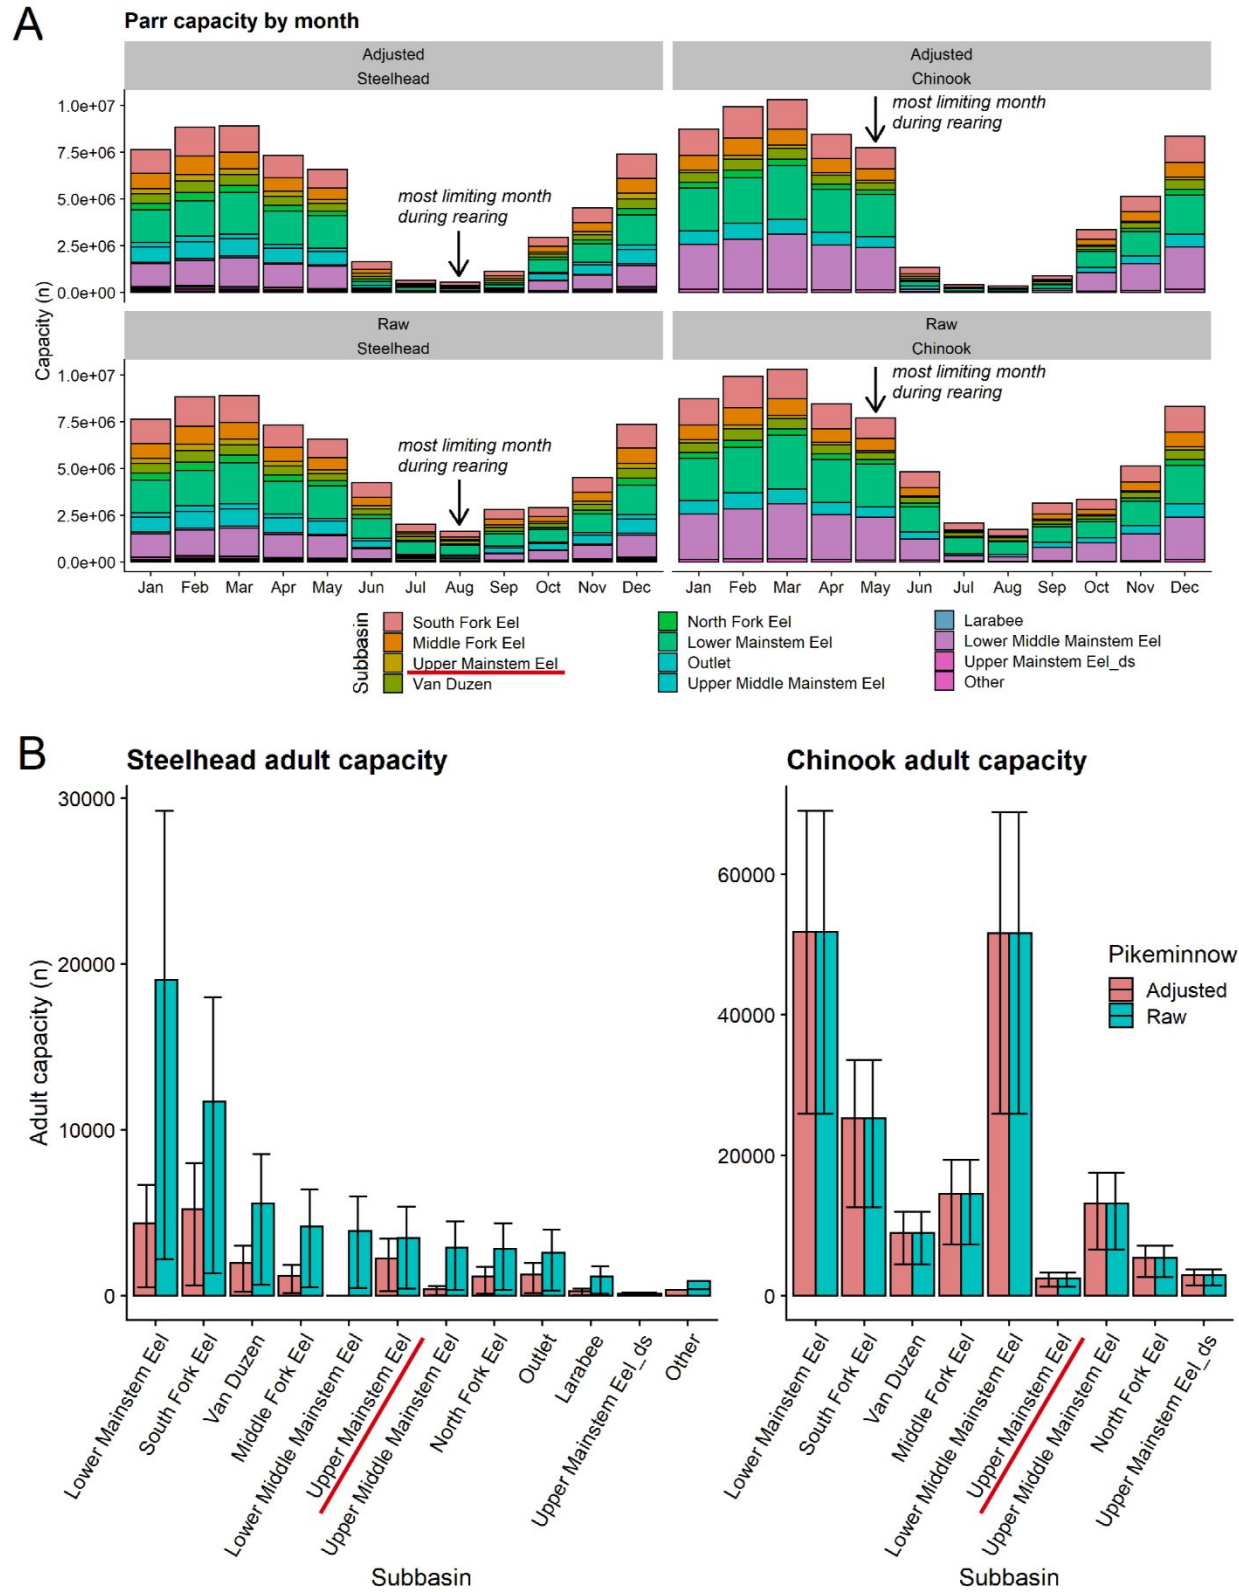 A
Parr capacity by month
Adjusted
Steelhead
Adjusted
Chinook
1.0e+07
7.5e+06
5.0e+06
2.5e+06
0.0e+00
most limiting month
during rearing
most limiting month
during rearing
Capacity (n)
Raw
Steelhead
Raw
Chinook
1.0e+07
7.5e+06
5.0e+06
2.5e+06
0.0e+00
most limiting month
during rearing
most limiting month
during rearing
Jan Feb Mar Apr May Jun Jul Aug Sep Oct Nov Dec
Jan Feb Mar Apr May Jun Jul Aug Sep Oct Nov Dec
Subbasin
South Fork Eel
Middle Fork Eel
Upper Mainstem Eel
Van Duzen
North Fork Eel
Lower Mainstem Eel
Outlet
Upper Middle Mainstem Eel
Larabee
Lower Middle Mainstem Eel
Upper Mainstem Eel_ds
Other
B
Steelhead adult capacity
Adult capacity (n)
30000
20000
10000
0
Lower Mainstem Eel
South Fork Eel
Van Duzen
Middle Fork Eel
Lower Middle Mainstem Eel
Upper Mainstem Eel
Upper Middle Mainstem Eel
North Fork Eel
Outlet
Larabee
Upper Mainstem Eel_ds
Other
Subbasin
Chinook adult capacity
60000
40000
20000
0
Pikeminnow
Adjusted
Raw
Lower Mainstem Eel
South Fork Eel
Van Duzen
Middle Fork Eel
Lower Middle Mainstem Eel
Upper Mainstem Eel
Upper Middle Mainstem Eel
North Fork Eel
Upper Mainstem Eel_ds
Subbasin